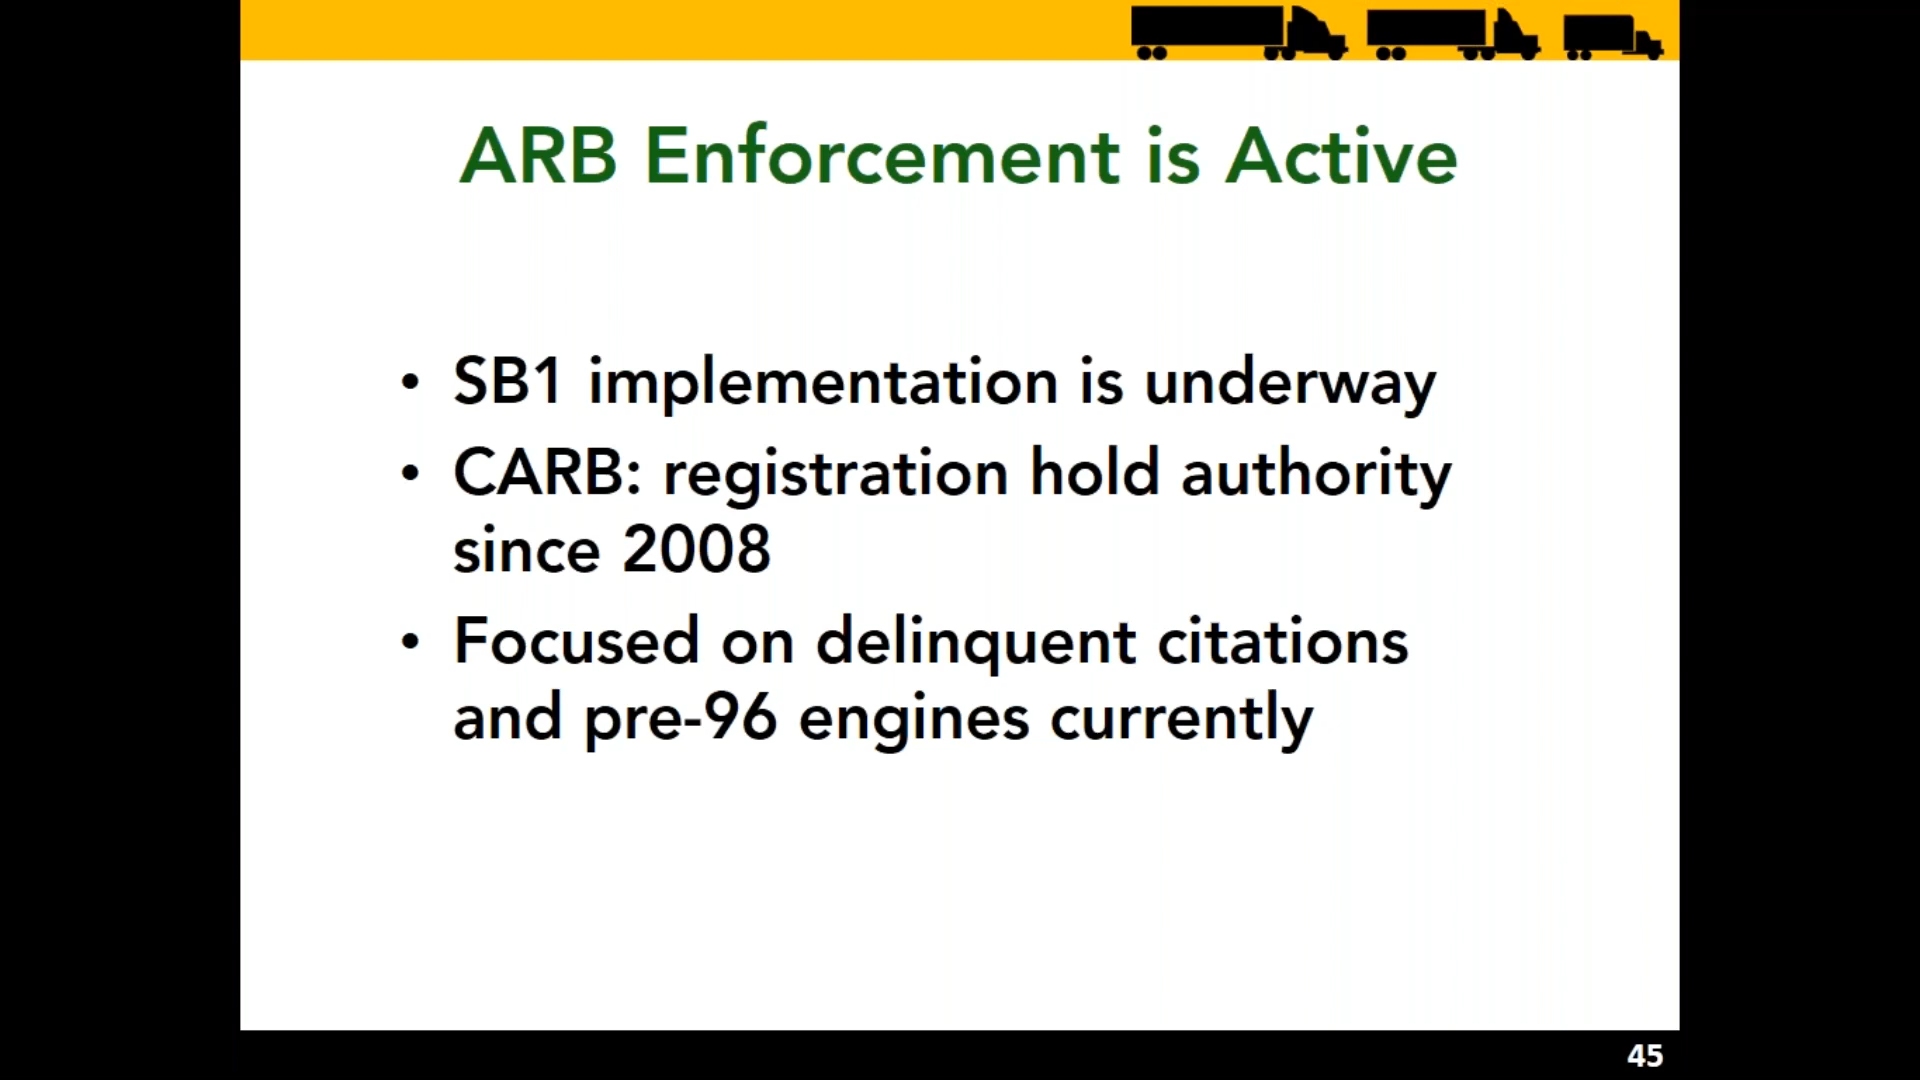 ARB Enforcement is Active
• SB1 implementation is underway
• CARB: registration hold authority
since 2008
• Focused on delinquent citations
and pre-96 engines currently
45